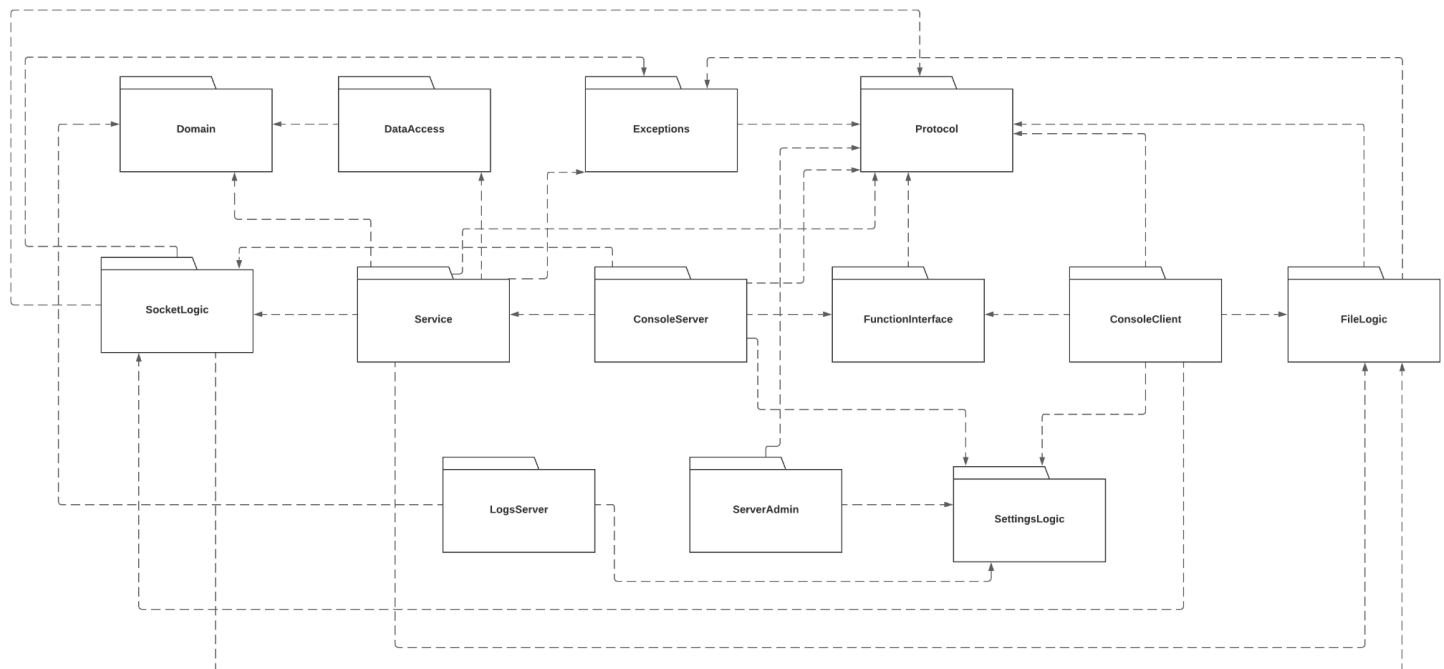 Domain
DataAccess
Exceptions
Protocol
SocketLogic
Service
ConsoleServer
FunctionInterface
ConsoleClient
FileLogic
LogsServer
ServerAdmin
SettingsLogic